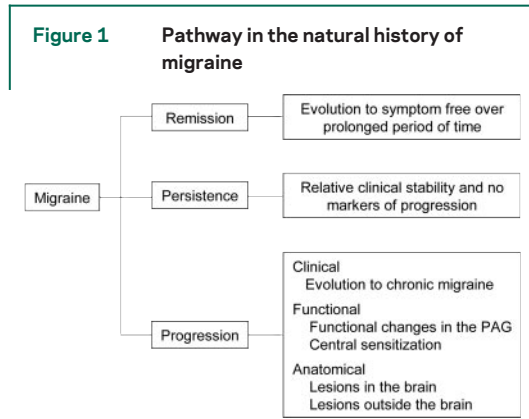 Figure 1 Pathway in the natural history of
migraine
Remission
Evolution to symptom free over
prolonged period of time
Migraine
Persistence
Relative clinical stability and no
markers of progression
Progression
Clinical
Evolution to chronic migraine
Functional
Functional changes in the PAG
Central sensitization
Anatomical
Lesions in the brain
Lesions outside the brain